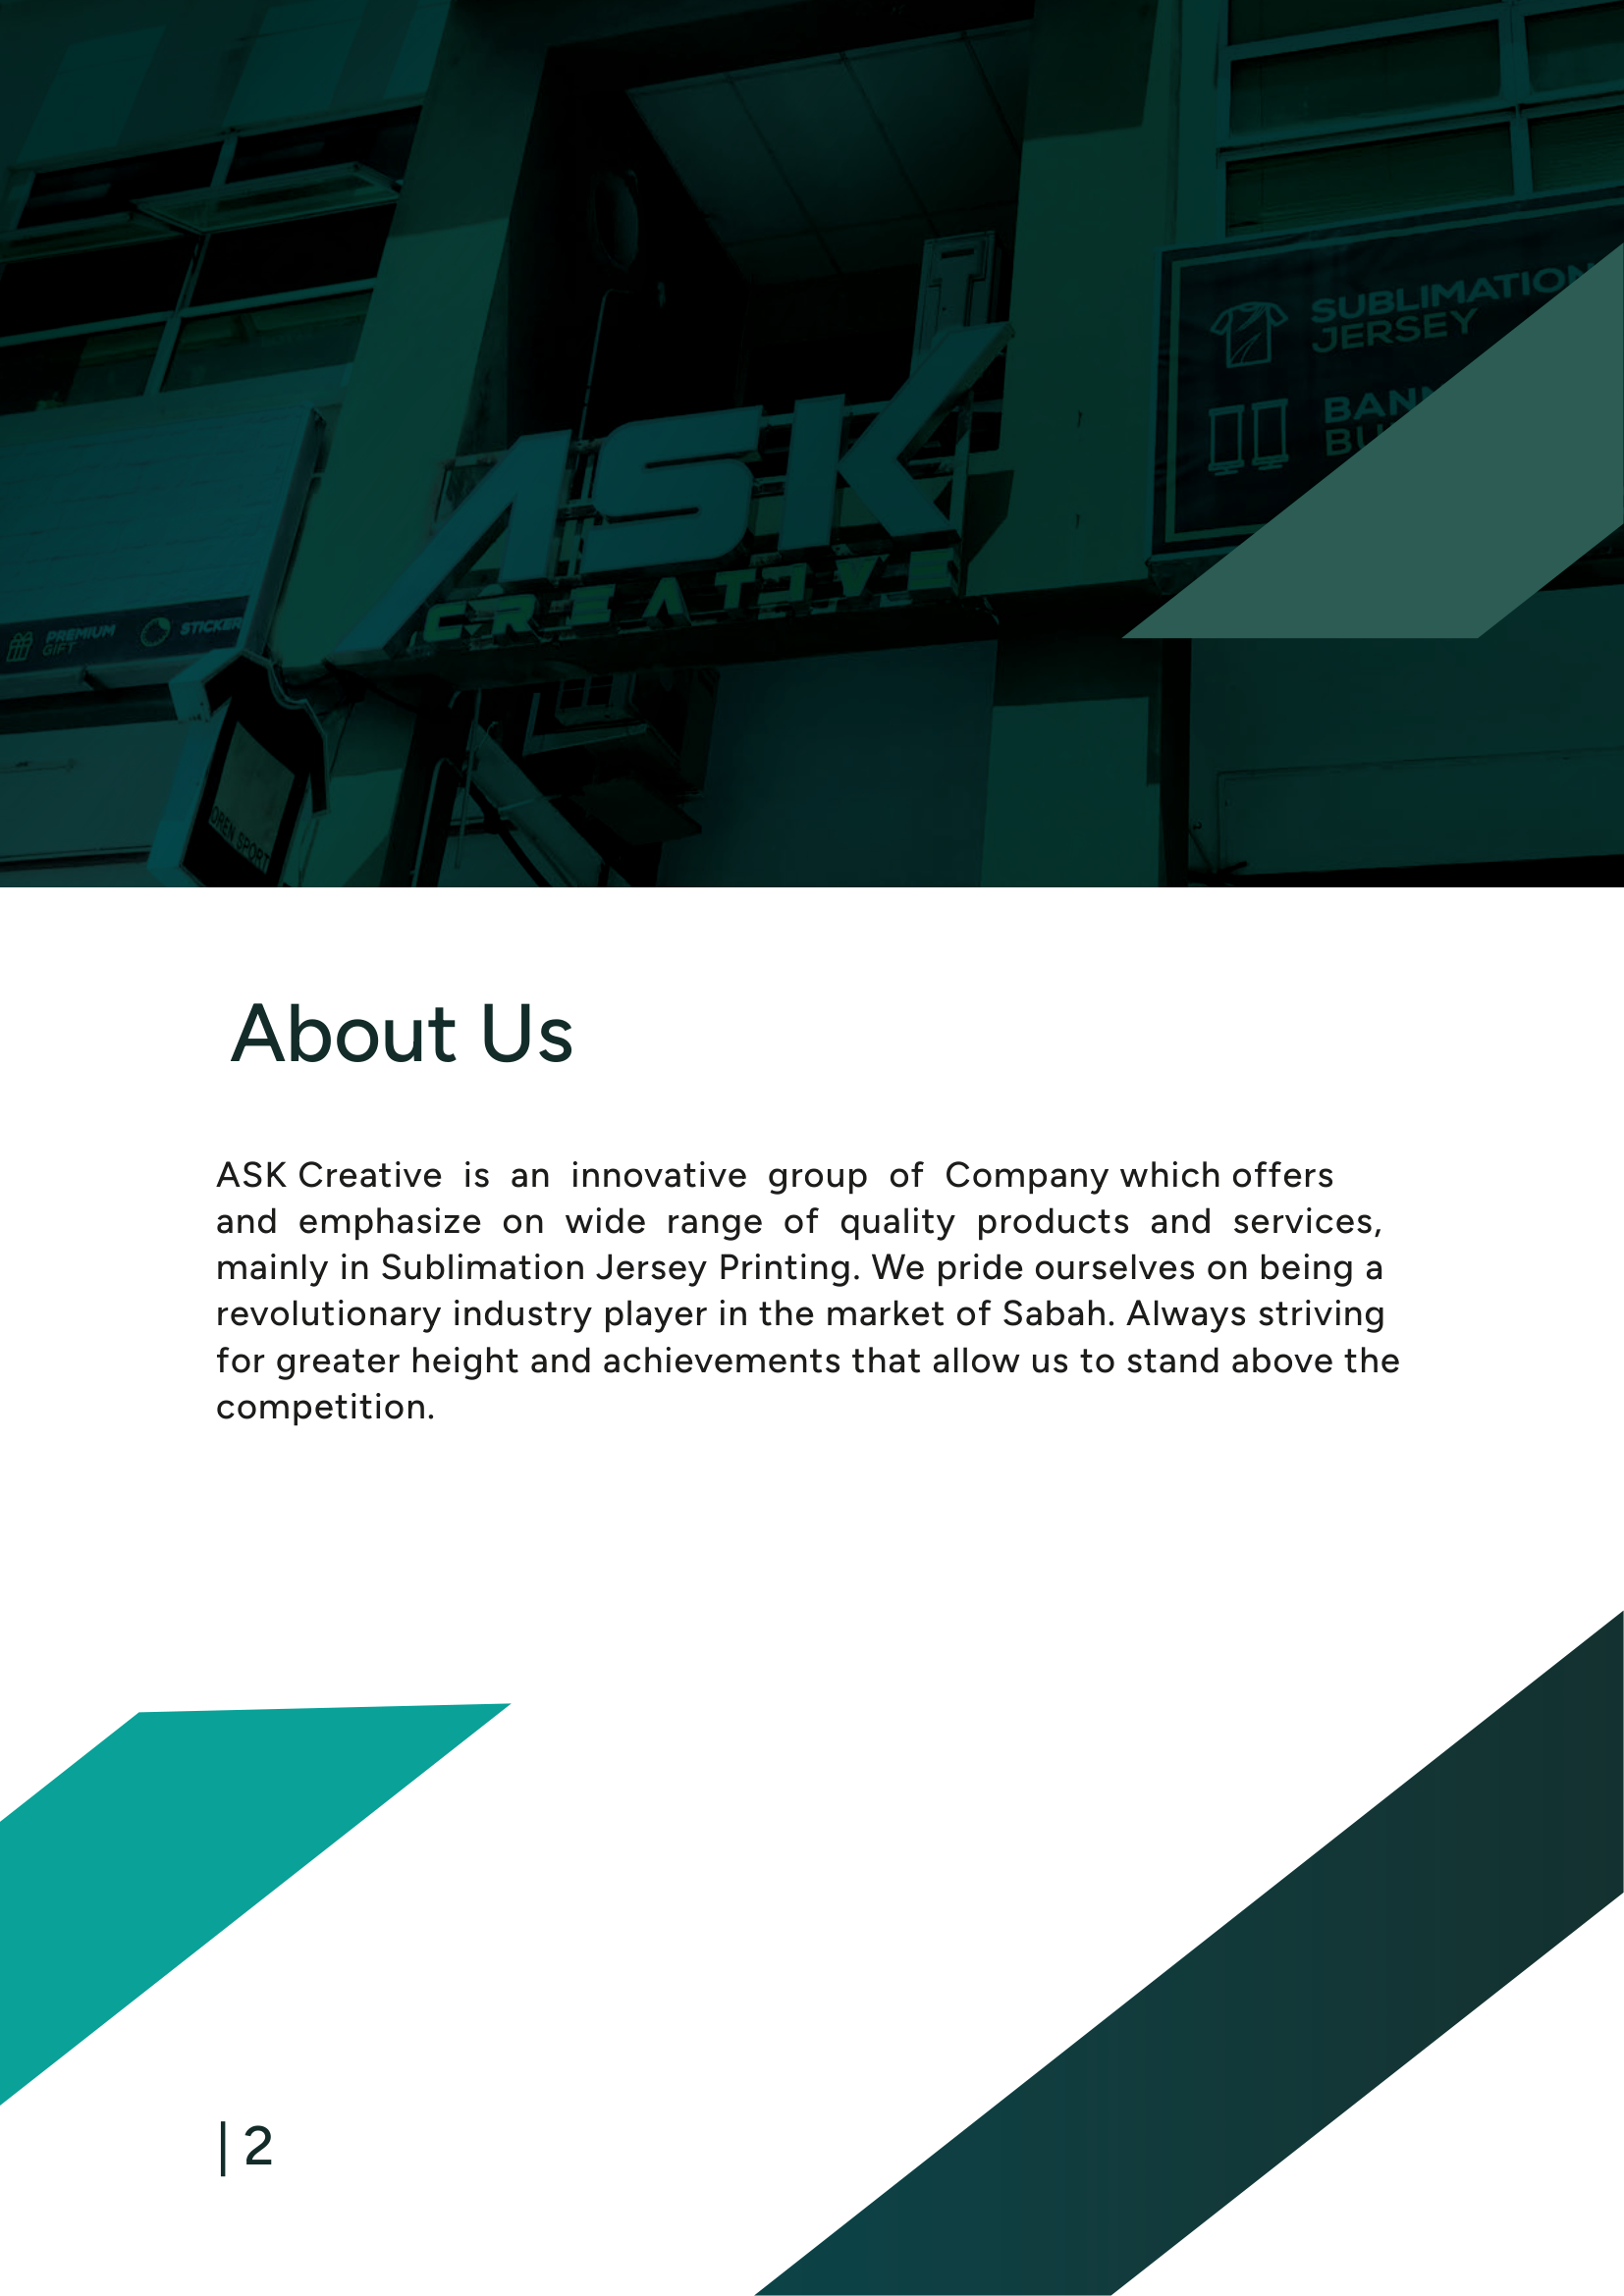 SUBLIMATION
JERSEY
ASK
CREATIVE
PREMIUM
GIFT
STICKER
OREN SPORT
About Us
ASK Creative is an innovative group of Company which offers
and emphasize on wide range of quality products and services,
mainly in Sublimation Jersey Printing. We pride ourselves on being a
revolutionary industry player in the market of Sabah. Always striving
for greater height and achievements that allow us to stand above the
competition.
| 2